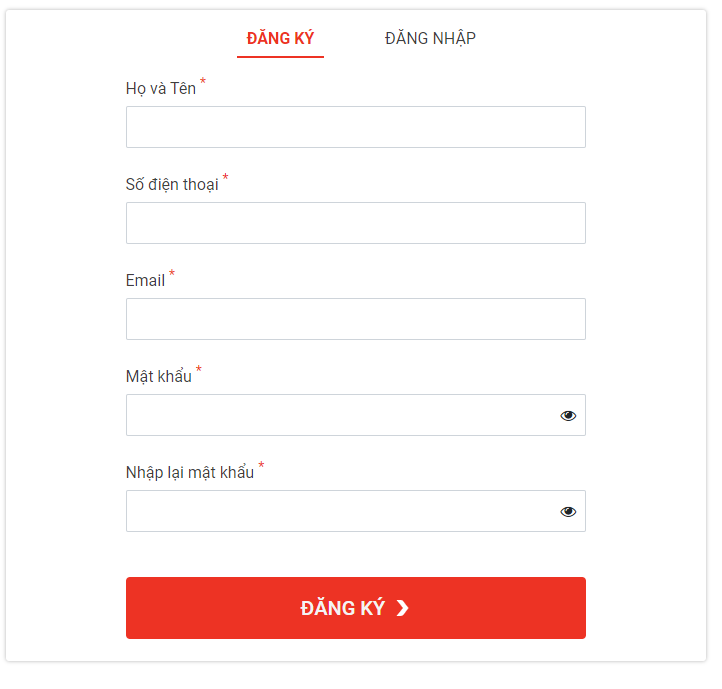 ĐĂNG KÝ ĐĂNG NHẬP
Họ và Tên *
Số điện thoại *
Email *
Mật khẩu *
Nhập lại mật khẩu *
ĐĂNG KÝ ❯